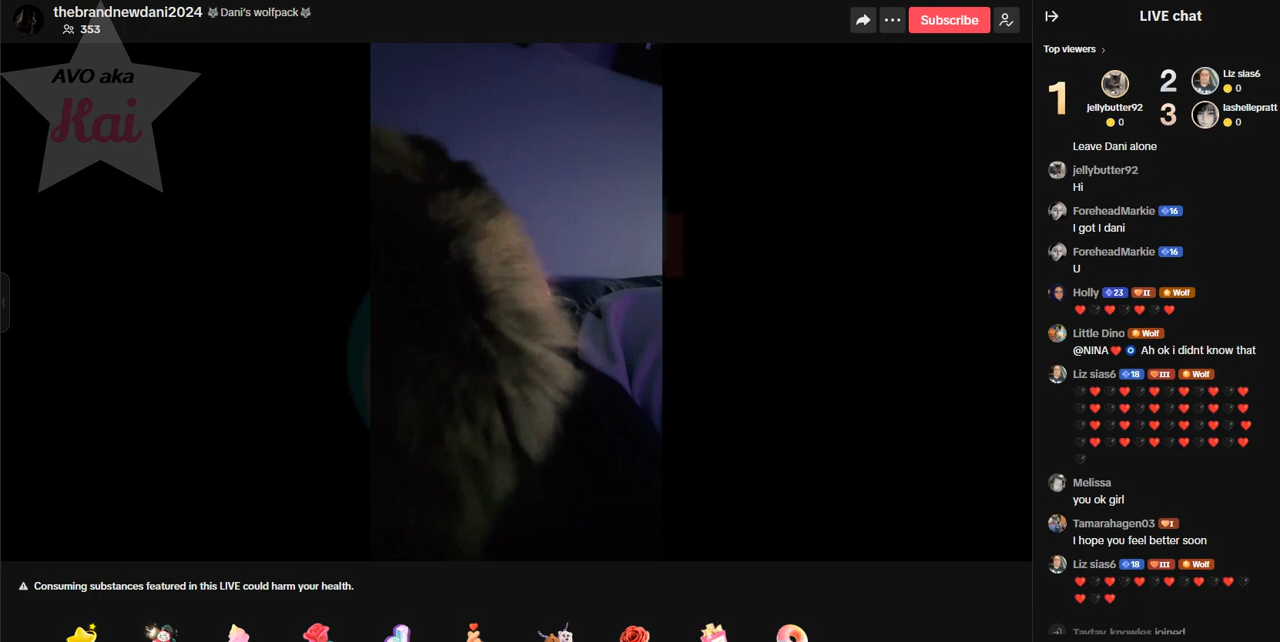 thebrandnewdani2024 🐺Dani's wolfpack🐺
353
Subscribe
AVO aka
Kai
LIVE chat
Top viewers ›
1
jellybutter92
0
2
Liz sias6
0
3
lashellepratt
0
Leave Dani alone
jellybutter92
Hi
ForeheadMarkie 16
I got I dani
ForeheadMarkie 16
U
Holly 23 II Wolf
❤️🖤❤️🖤❤️🖤❤️
Little Dino Wolf
@NINA❤️🧿 Ah ok i didnt know that
Liz sias6 18 III Wolf
🖤❤️🖤❤️🖤❤️🖤❤️🖤❤️🖤❤️
🖤❤️🖤❤️🖤❤️🖤❤️🖤❤️🖤❤️
🖤❤️🖤❤️🖤❤️🖤❤️🖤❤️🖤❤️
🖤❤️🖤❤️🖤❤️🖤❤️🖤❤️🖤❤️
🖤
Melissa
you ok girl
Tamarahagen03 I
I hope you feel better soon
Liz sias6 18 III Wolf
❤️🖤❤️🖤❤️🖤❤️🖤❤️🖤❤️🖤
❤️🖤❤️
Taytay knowles joined
⚠ Consuming substances featured in this LIVE could harm your health.